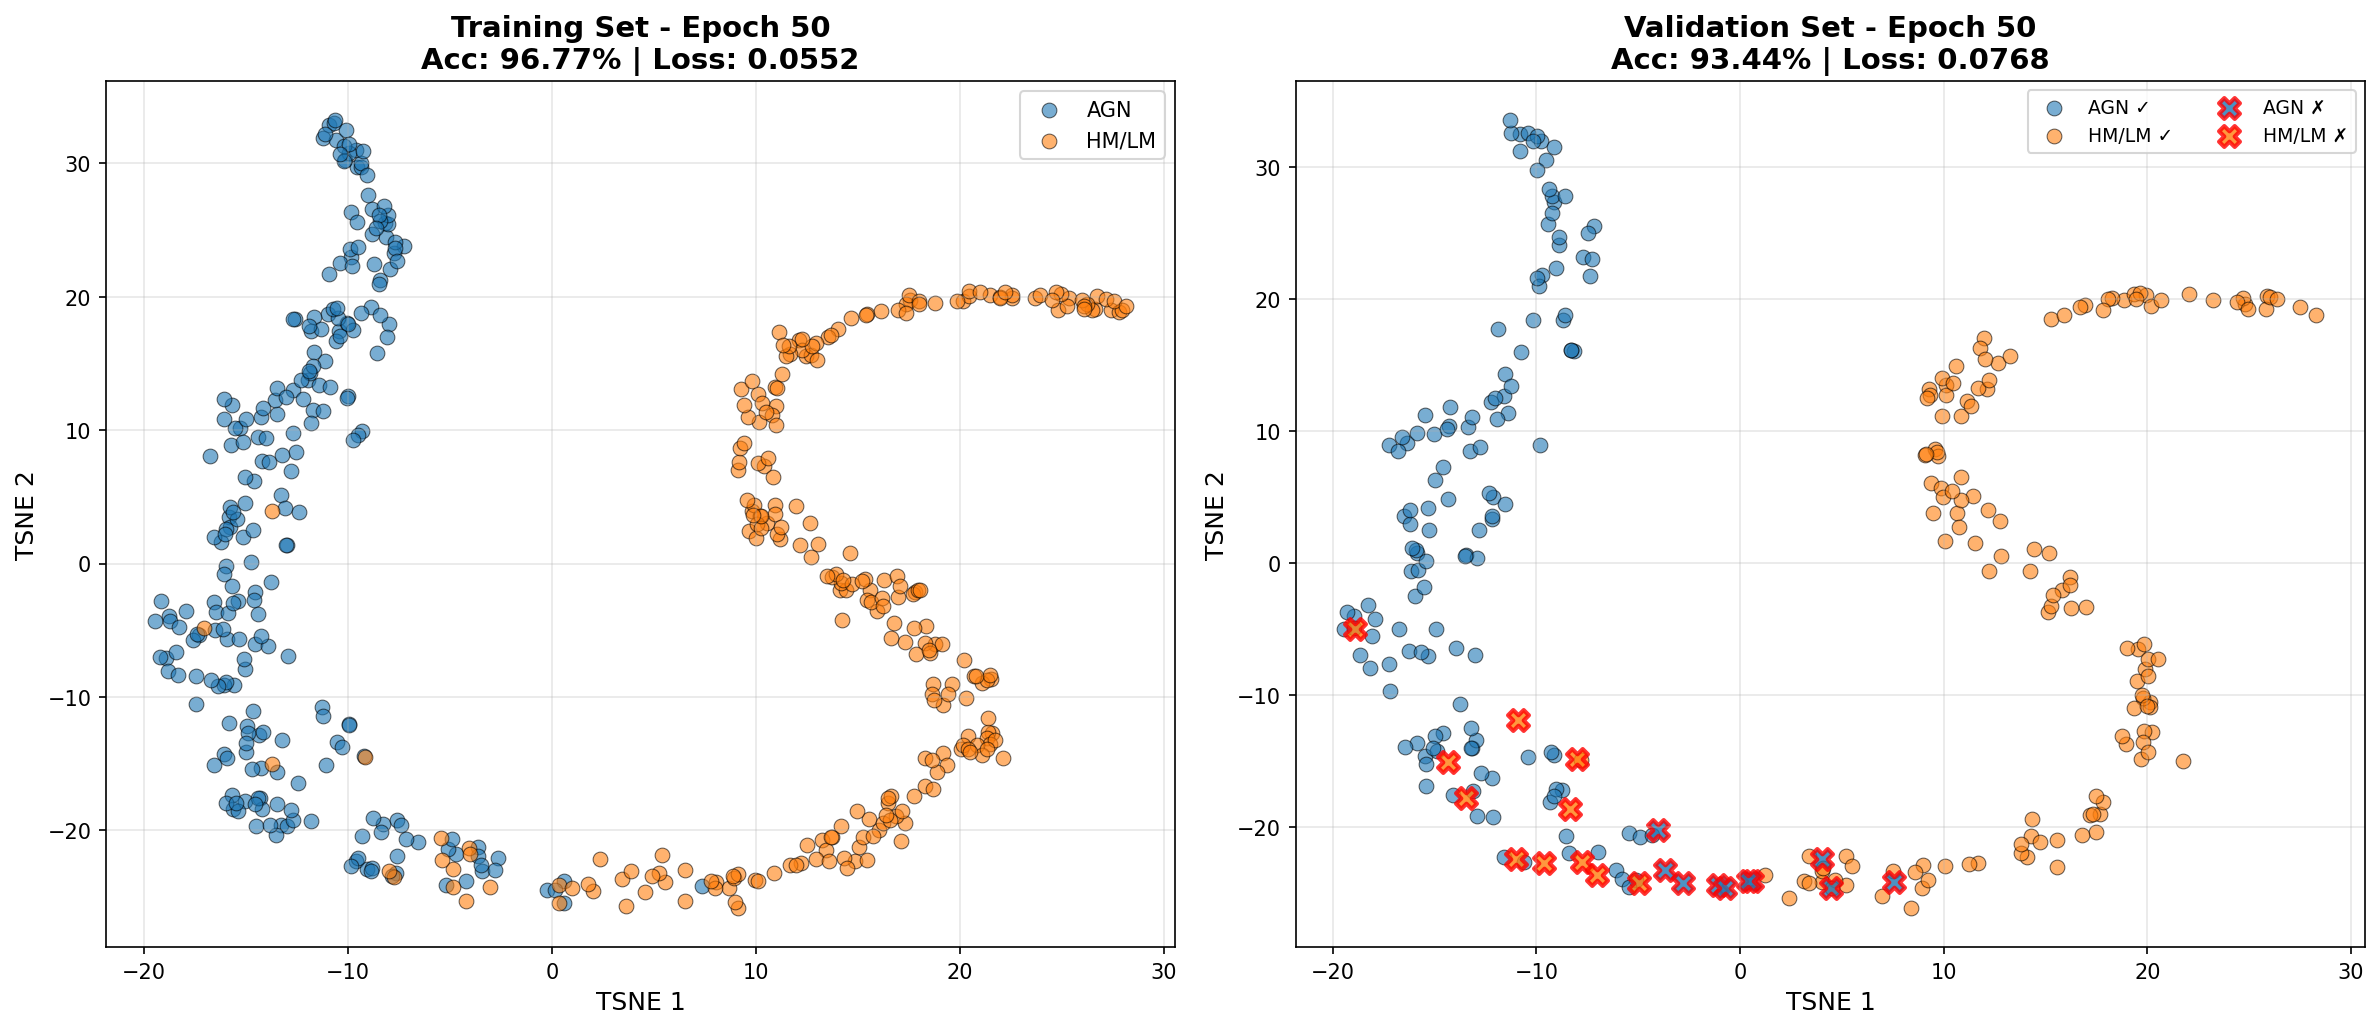 Training Set - Epoch 50
Acc: 96.77% | Loss: 0.0552
AGN
HM/LM
30
20
10
0
−10
−20
TSNE 2
−20
−10
0
10
20
30
TSNE 1
Validation Set - Epoch 50
Acc: 93.44% | Loss: 0.0768
AGN ✓
AGN ✗
HM/LM ✓
HM/LM ✗
30
20
10
0
−10
−20
TSNE 2
−20
−10
0
10
20
30
TSNE 1